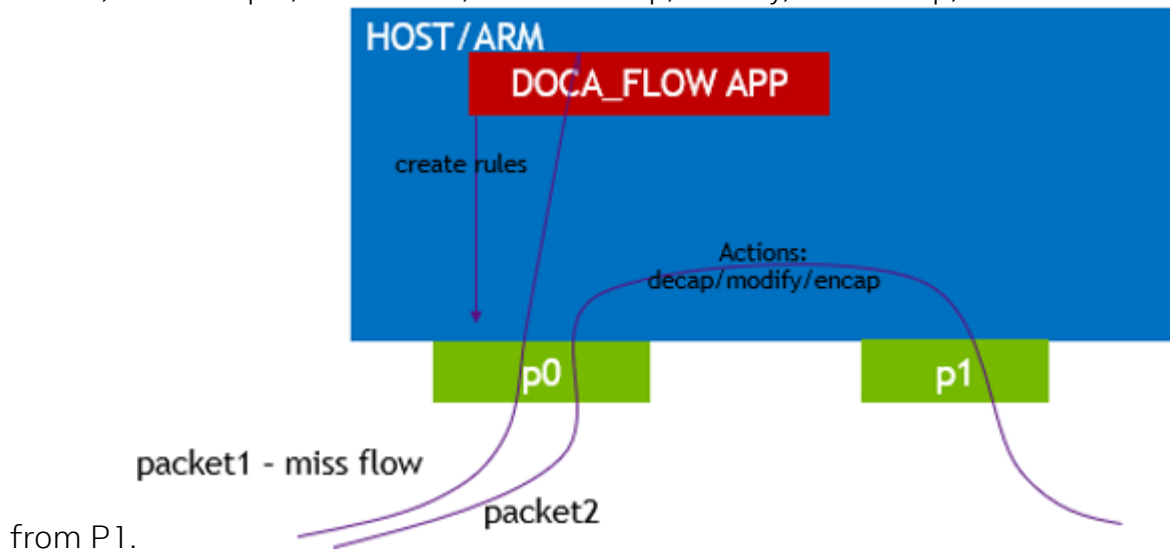 HOST/ARM
DOCA_FLOW APP
create rules
Actions:
decap/modify/encap
p0
p1
packet1 - miss flow
packet2
from P1.